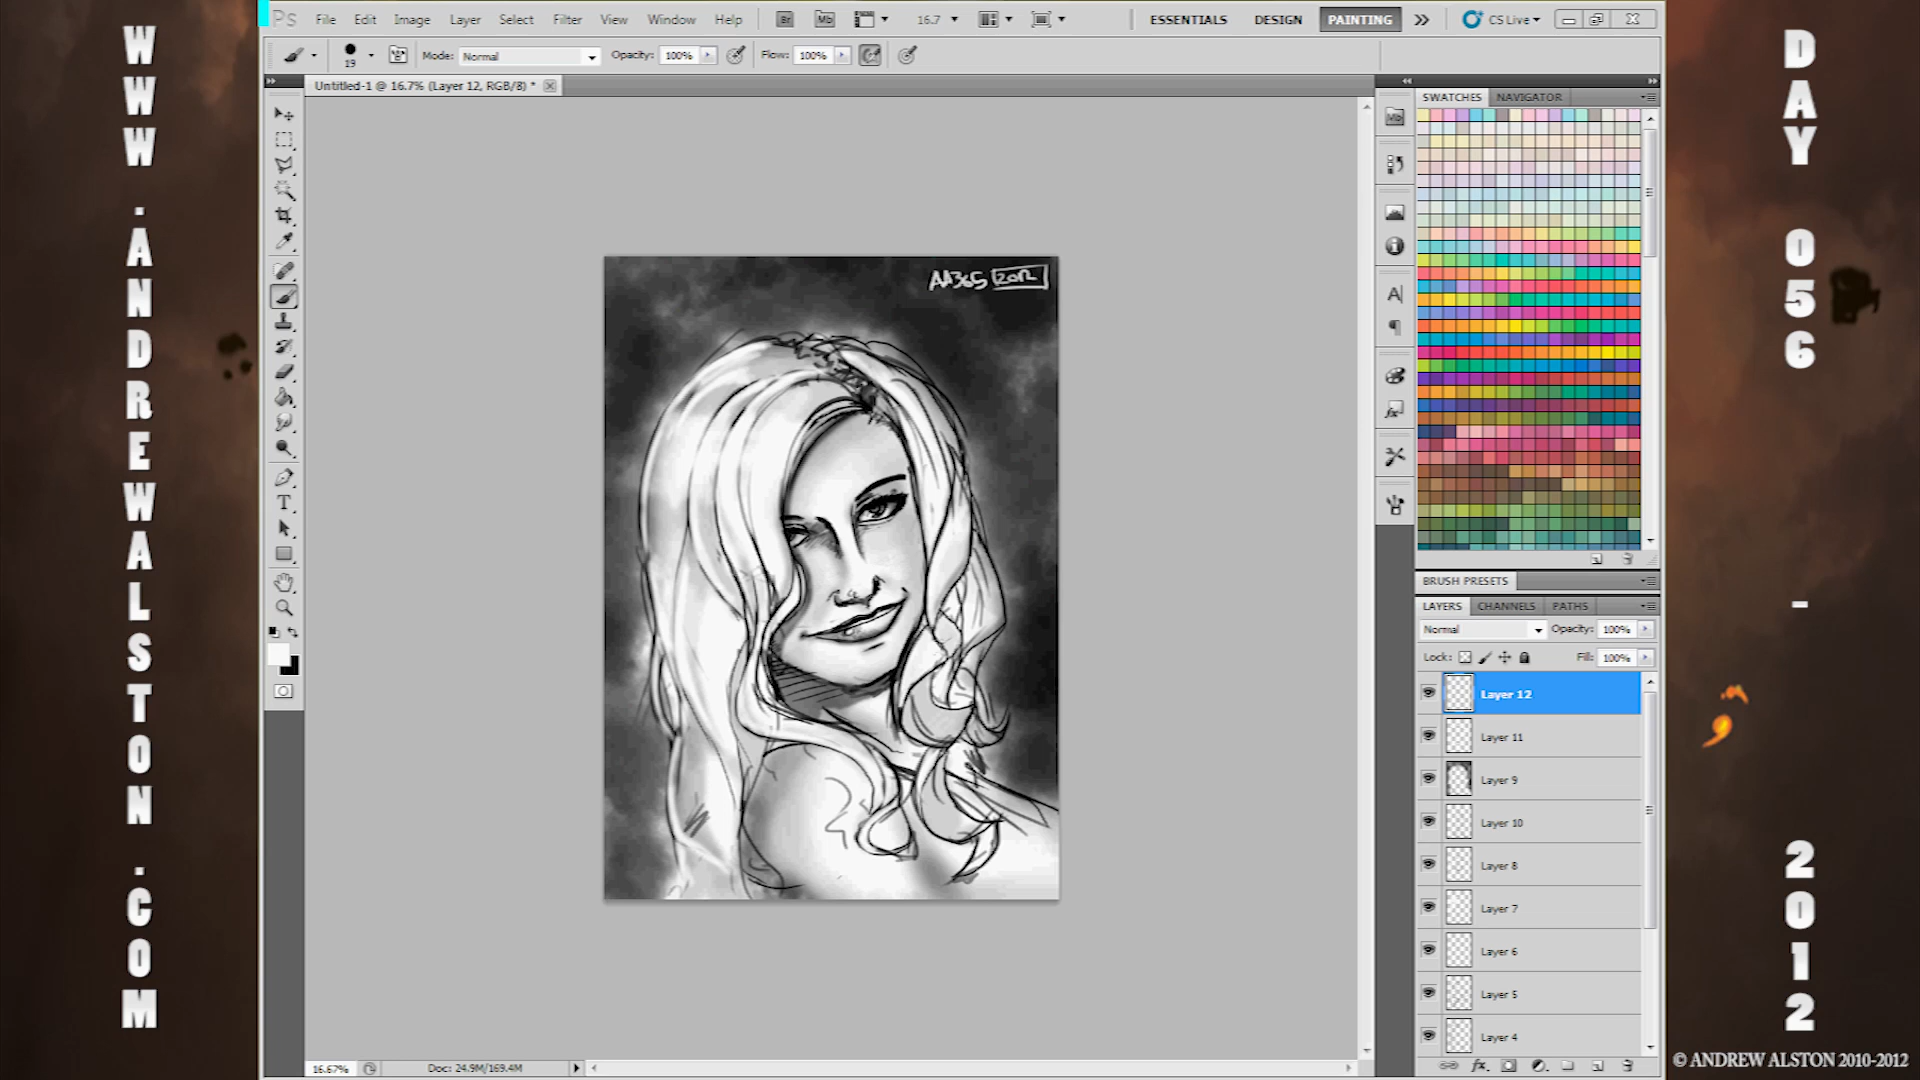 WWW.ANDREWALSTON.COM
Ps File Edit Image Layer Select Filter View Window Help Br Mb 16.7 ESSENTIALS DESIGN PAINTING CS Live
19 Mode: Normal Opacity: 100% Flow: 100%
Untitled-1 @ 16.7% (Layer 12, RGB/8) *
SWATCHES NAVIGATOR
Mb
AA365 2012
BRUSH PRESETS
LAYERS CHANNELS PATHS
Normal Opacity: 100%
Lock: Fill: 100%
Layer 12
Layer 11
Layer 9
Layer 10
Layer 8
Layer 7
Layer 6
Layer 5
Layer 4
16.67% Doc: 24.9M/169.4M
DAY 056 - 2012
© ANDREW ALSTON 2010-2012